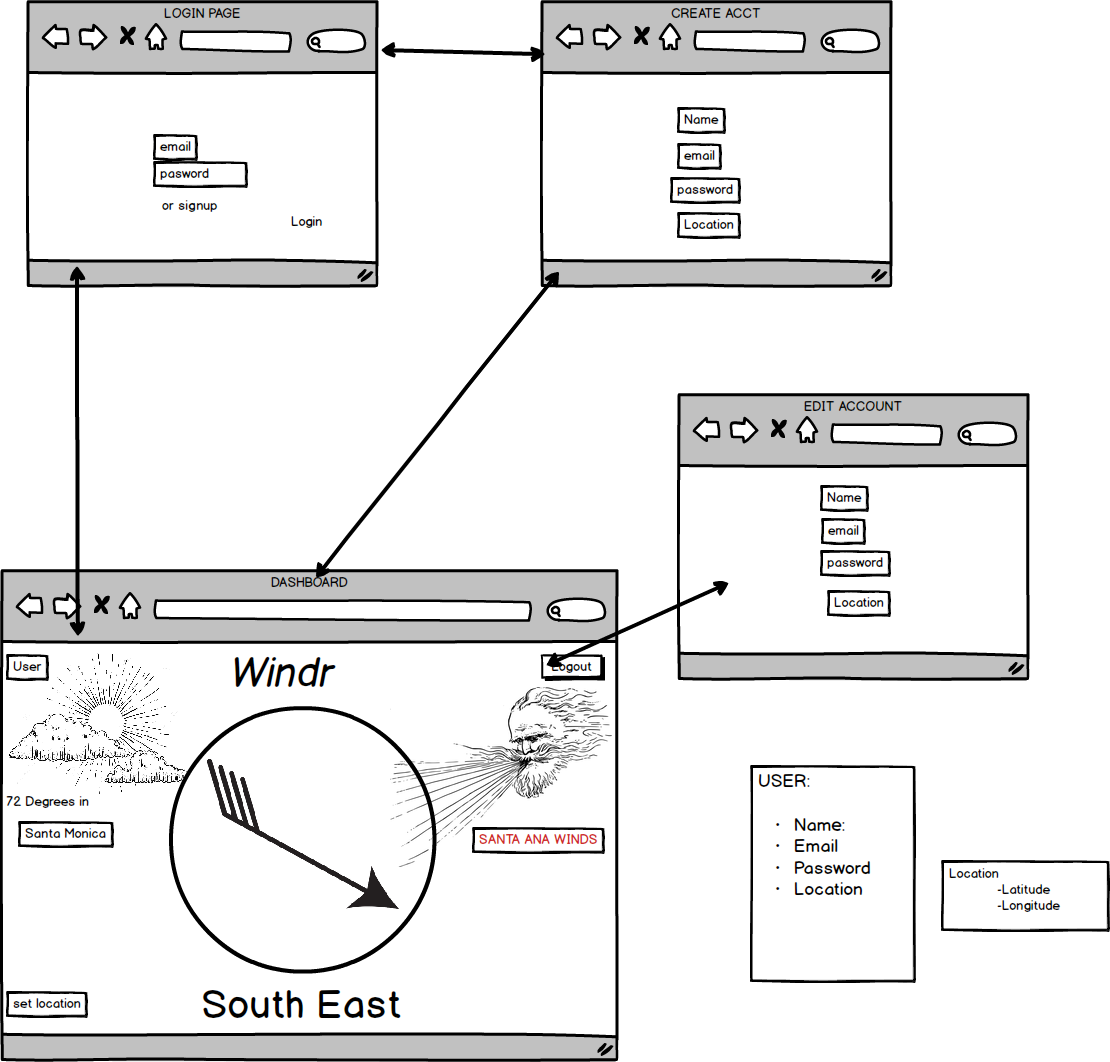 LOGIN PAGE
email
pasword
or signup
Login
CREATE ACCT
Name
email
password
Location
EDIT ACCOUNT
Name
email
password
Location
DASHBOARD
User
Windr
Logout
72 Degrees in
Santa Monica
SANTA ANA WINDS
set location
South East
USER:
· Name:
· Email
· Password
· Location
Location
-Latitude
-Longitude